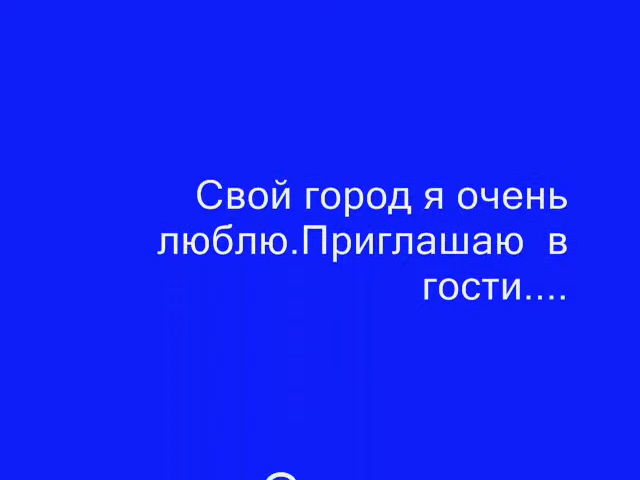 Свой город я очень
люблю.Приглашаю  в
гости....